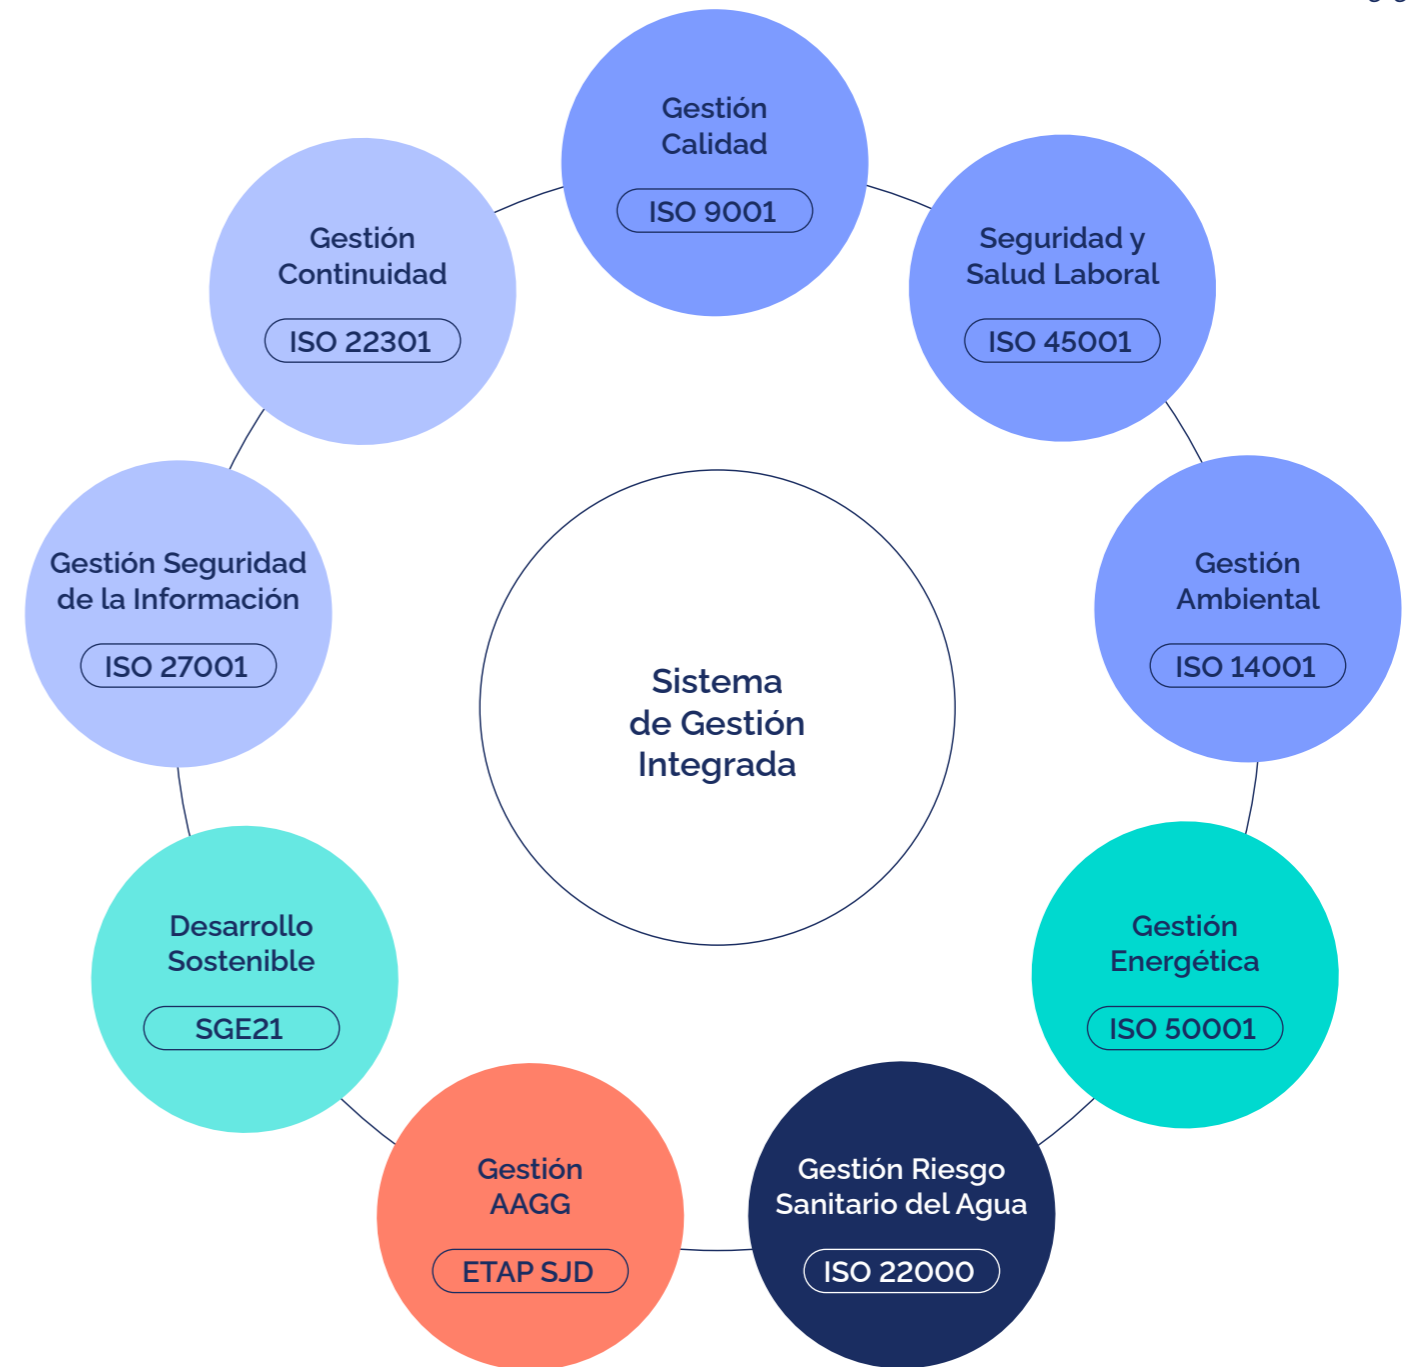 Gestión
Calidad
ISO 9001
Seguridad y
Salud Laboral
ISO 45001
Gestión
Ambiental
ISO 14001
Gestión
Energética
ISO 50001
Gestión Riesgo
Sanitario del Agua
ISO 22000
Gestión
AAGG
ETAP SJD
Desarrollo
Sostenible
SGE21
Gestión Seguridad
de la Información
ISO 27001
Gestión
Continuidad
ISO 22301
Sistema
de Gestión
Integrada